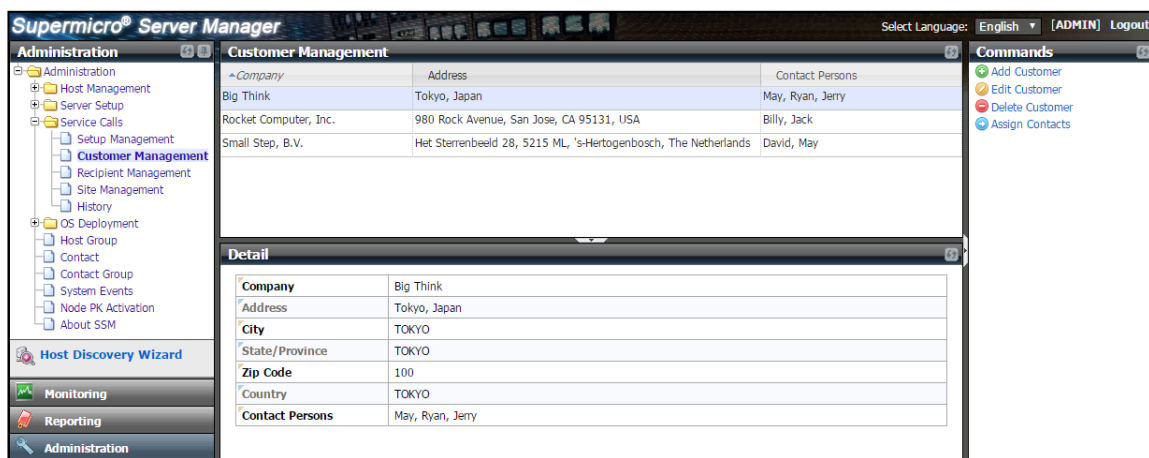 Supermicro® Server Manager
Select Language: English [ADMIN] Logout
Administration
Administration
Host Management
Server Setup
Service Calls
Setup Management
Customer Management
Recipient Management
Site Management
History
OS Deployment
Host Group
Contact
Contact Group
System Events
Node PK Activation
About SSM
Host Discovery Wizard
Monitoring
Reporting
Administration
Customer Management
Company Address Contact Persons
Big Think Tokyo, Japan May, Ryan, Jerry
Rocket Computer, Inc. 980 Rock Avenue, San Jose, CA 95131, USA Billy, Jack
Small Step, B.V. Het Sterrenbeeld 28, 5215 ML, 's-Hertogenbosch, The Netherlands David, May
Detail
Company Big Think
Address Tokyo, Japan
City TOKYO
State/Province TOKYO
Zip Code 100
Country TOKYO
Contact Persons May, Ryan, Jerry
Commands
Add Customer
Edit Customer
Delete Customer
Assign Contacts